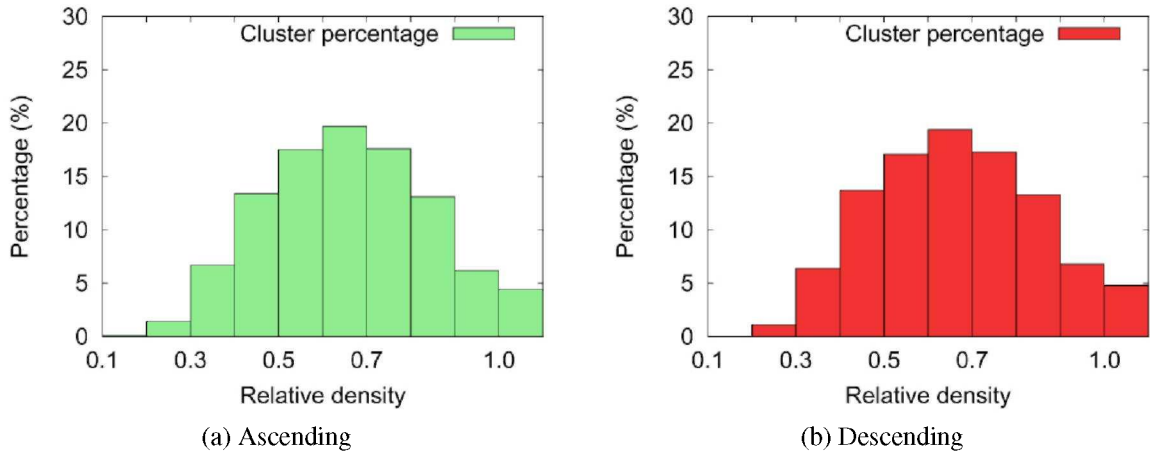 30
25
20
15
10
5
0
Percentage (%)
Cluster percentage
0.1 0.3 0.5 0.7 1.0
Relative density
(a) Ascending
30
25
20
15
10
5
0
Percentage (%)
Cluster percentage
0.1 0.3 0.5 0.7 1.0
Relative density
(b) Descending